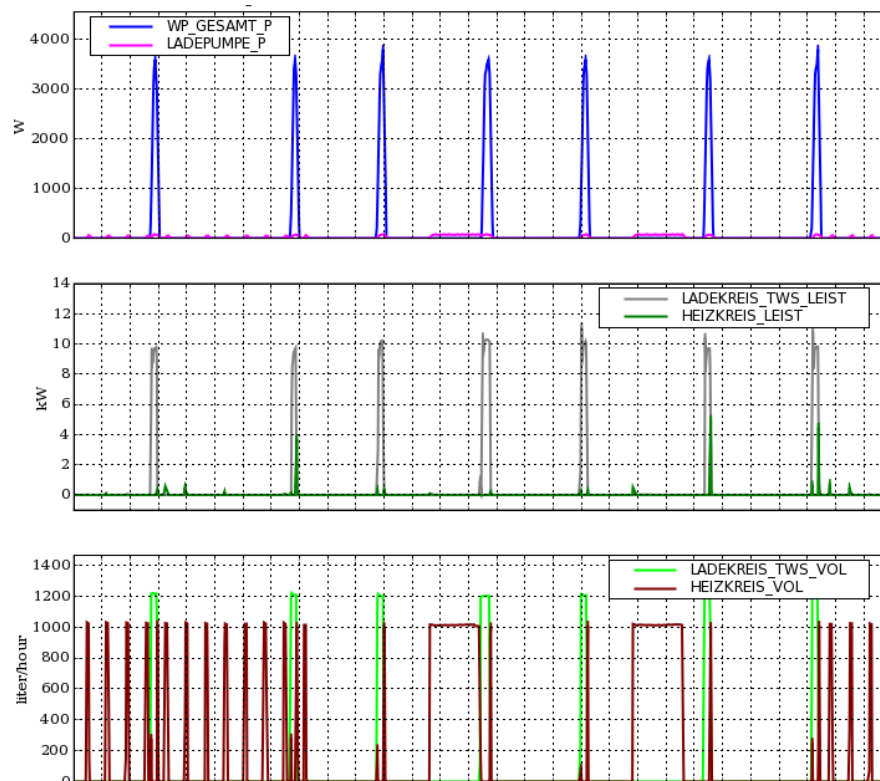 WP_GESAMT_P
LADEPUMPE_P
4000
3000
2000
1000
0
W
LADEKREIS_TWS_LEIST
HEIZKREIS_LEIST
14
12
10
8
6
4
2
0
kW
LADEKREIS_TWS_VOL
HEIZKREIS_VOL
1400
1200
1000
800
600
400
200
0
liter/hour